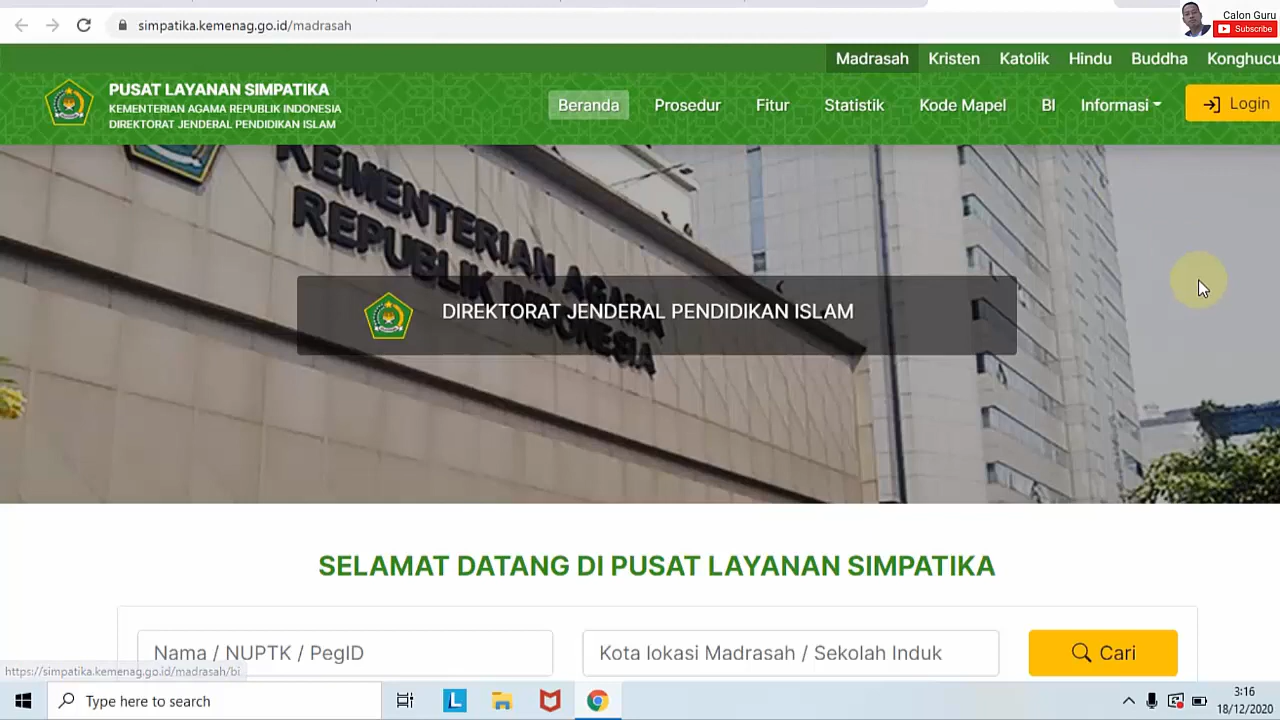 simpatika.kemenag.go.id/madrasah
Calon Guru
Subscribe
Madrasah Kristen Katolik Hindu Buddha Konghucu
PUSAT LAYANAN SIMPATIKA
KEMENTERIAN AGAMA REPUBLIK INDONESIA
DIREKTORAT JENDERAL PENDIDIKAN ISLAM
Beranda Prosedur Fitur Statistik Kode Mapel BI Informasi Login
KEMENTERIAN AGAMA
REPUBLIK INDONESIA
DIREKTORAT JENDERAL PENDIDIKAN ISLAM
SELAMAT DATANG DI PUSAT LAYANAN SIMPATIKA
Nama / NUPTK / PegID
Kota lokasi Madrasah / Sekolah Induk
Cari
https://simpatika.kemenag.go.id/madrasah/bi
Type here to search
L
3:16
18/12/2020